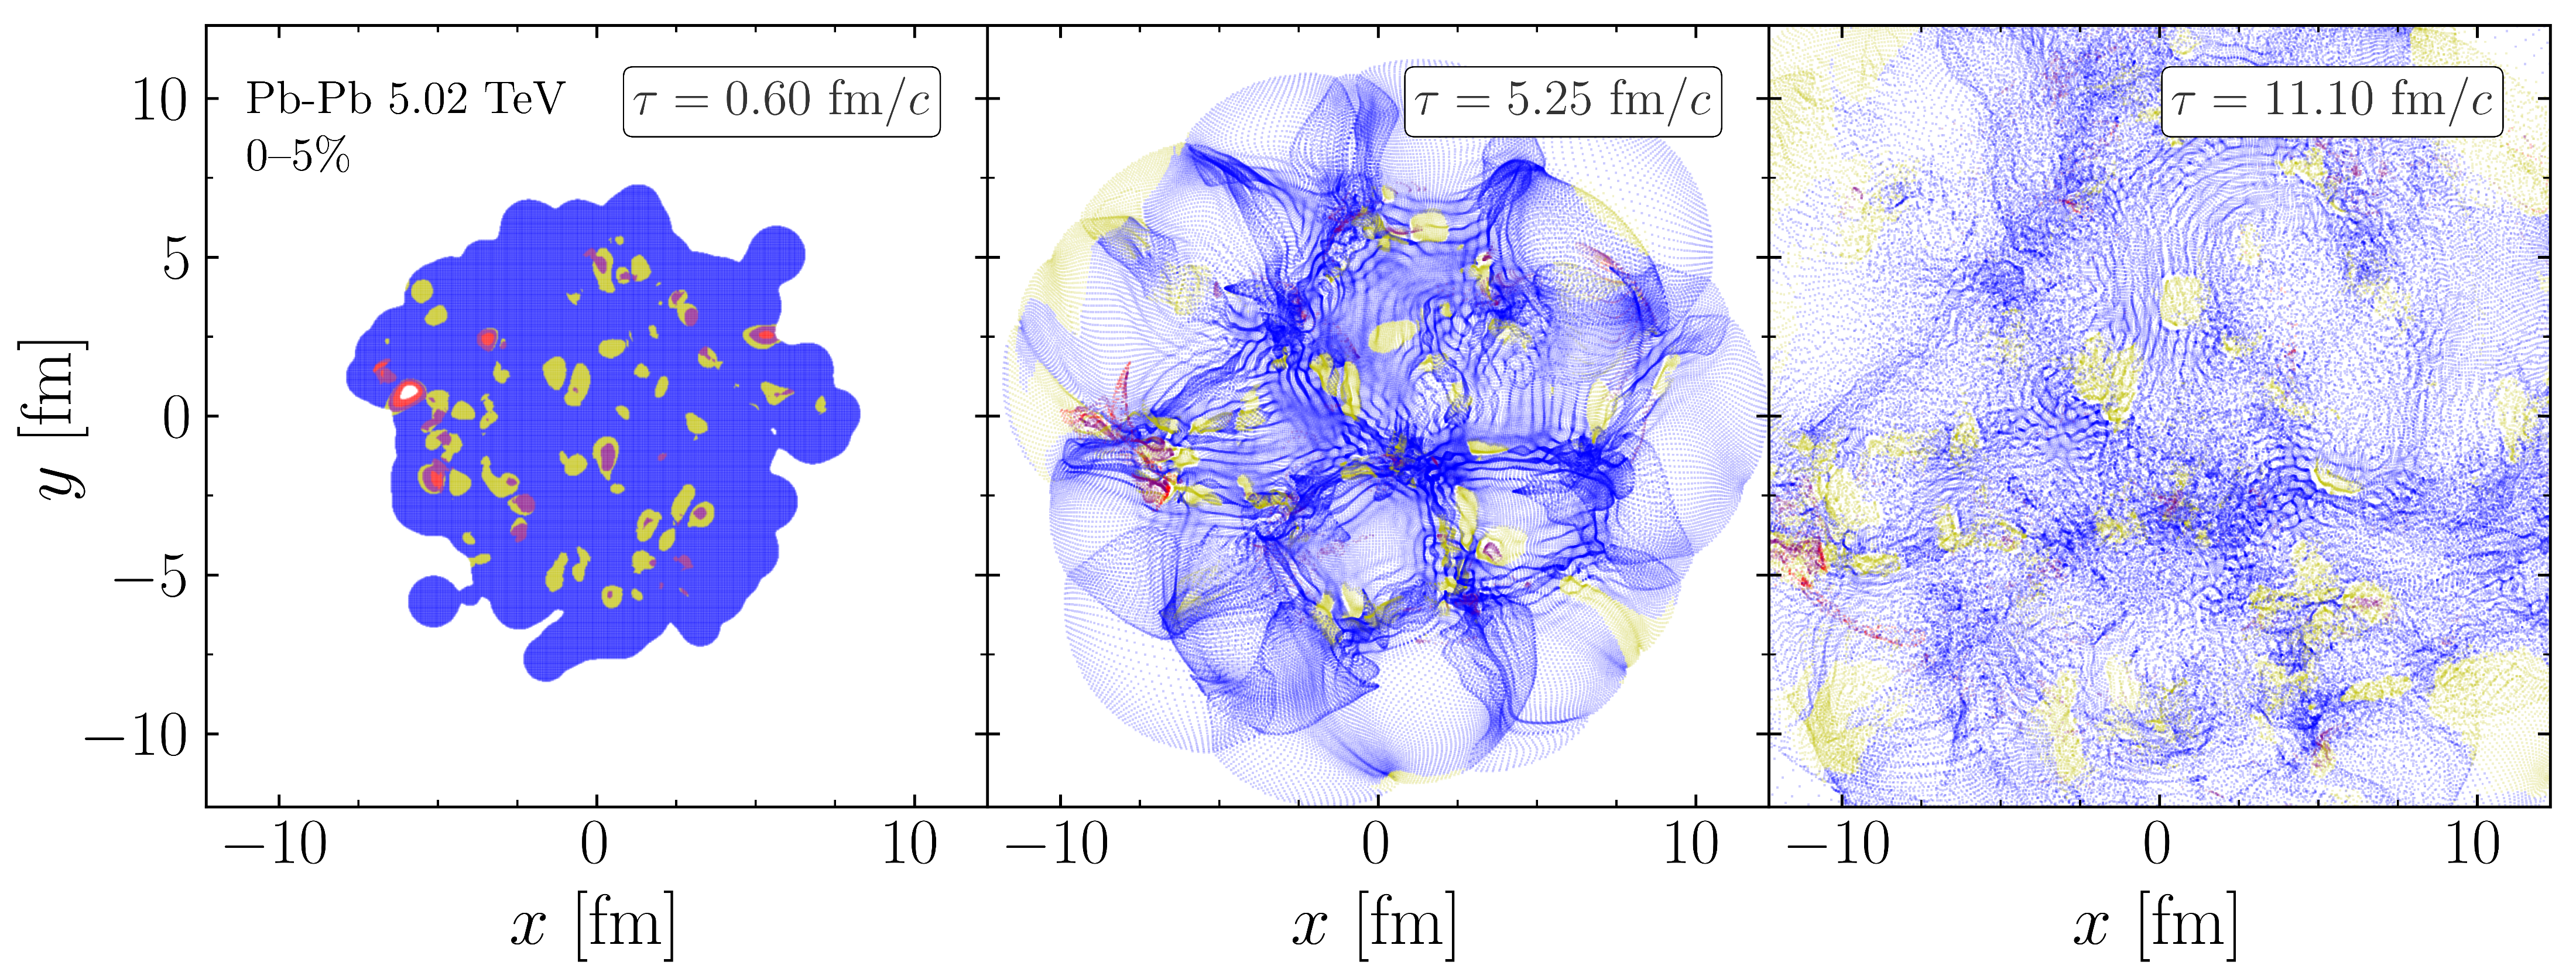 Pb-Pb 5.02 TeV
0–5%
τ = 0.60 fm/c
τ = 5.25 fm/c
τ = 11.10 fm/c
10
5
0
−5
−10
y [fm]
−10 0 10
−10 0 10
−10 0 10
x [fm]
x [fm]
x [fm]